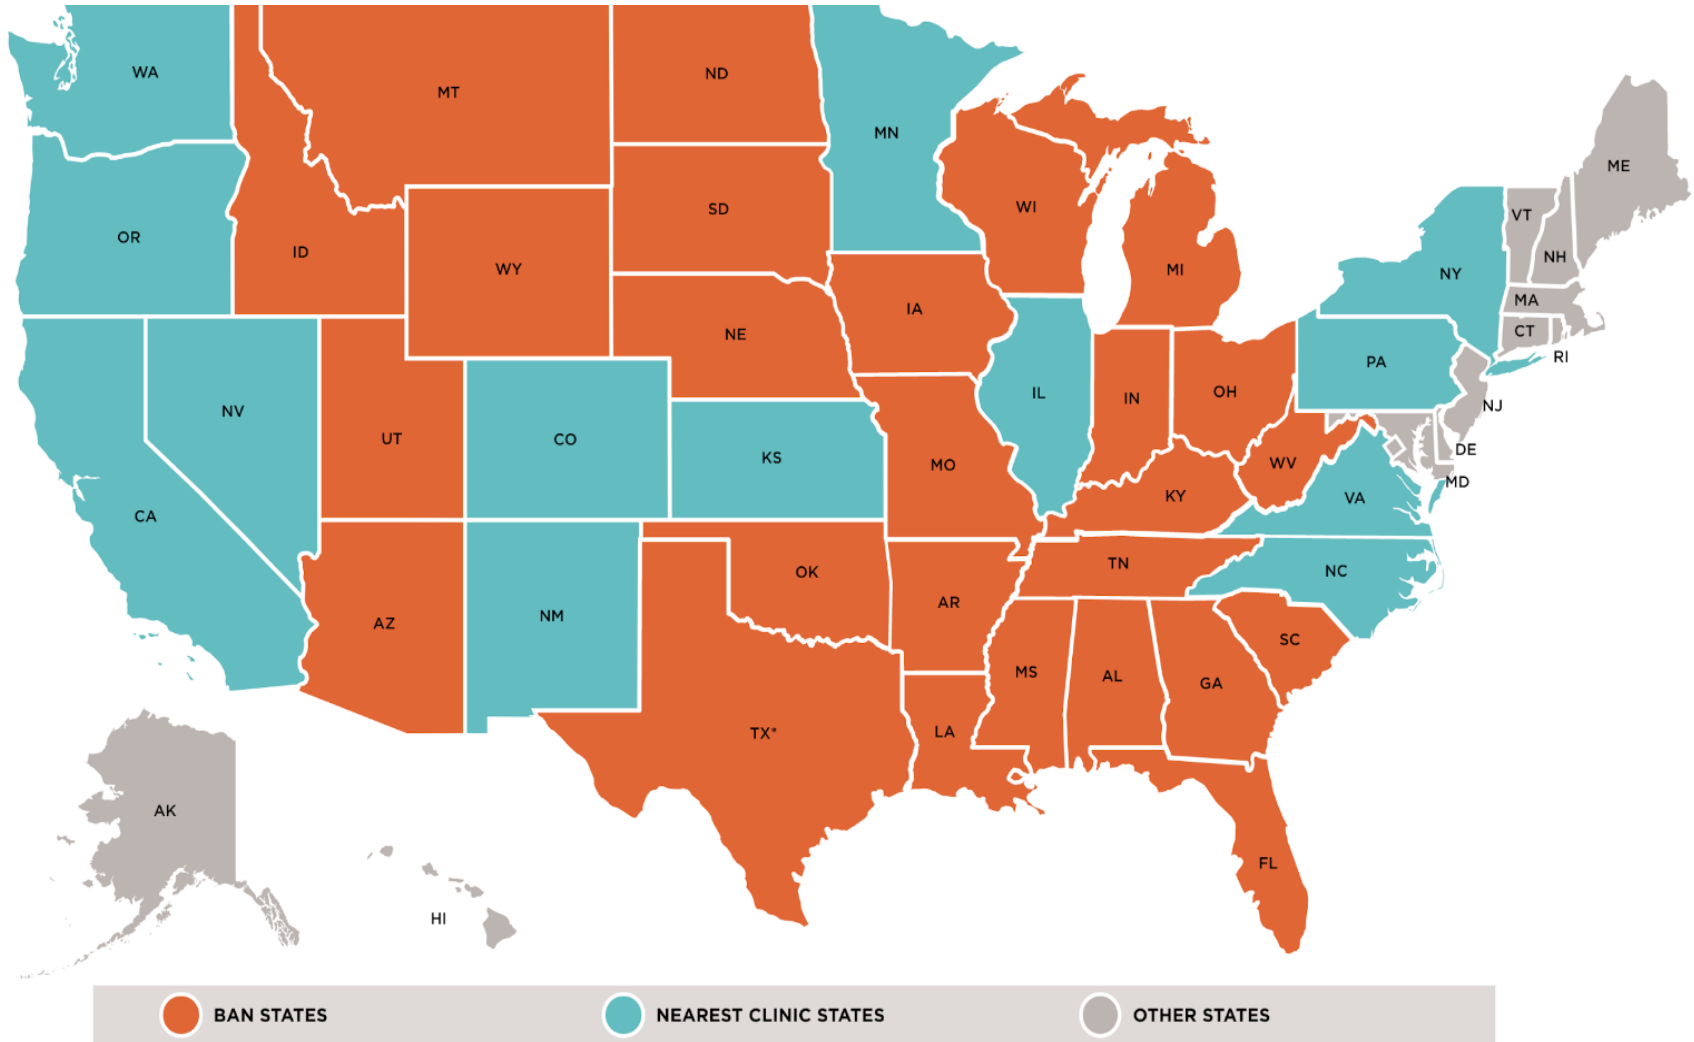 WA
MT
ND
MN
ME
OR
ID
WY
SD
WI
MI
VT
NH
NY
MA
CT
RI
NV
UT
CO
NE
IA
IL
IN
OH
PA
NJ
CA
KS
MO
KY
WV
VA
DE
MD
AZ
NM
OK
AR
TN
NC
TX*
LA
MS
AL
GA
SC
AK
HI
FL
BAN STATES
NEAREST CLINIC STATES
OTHER STATES